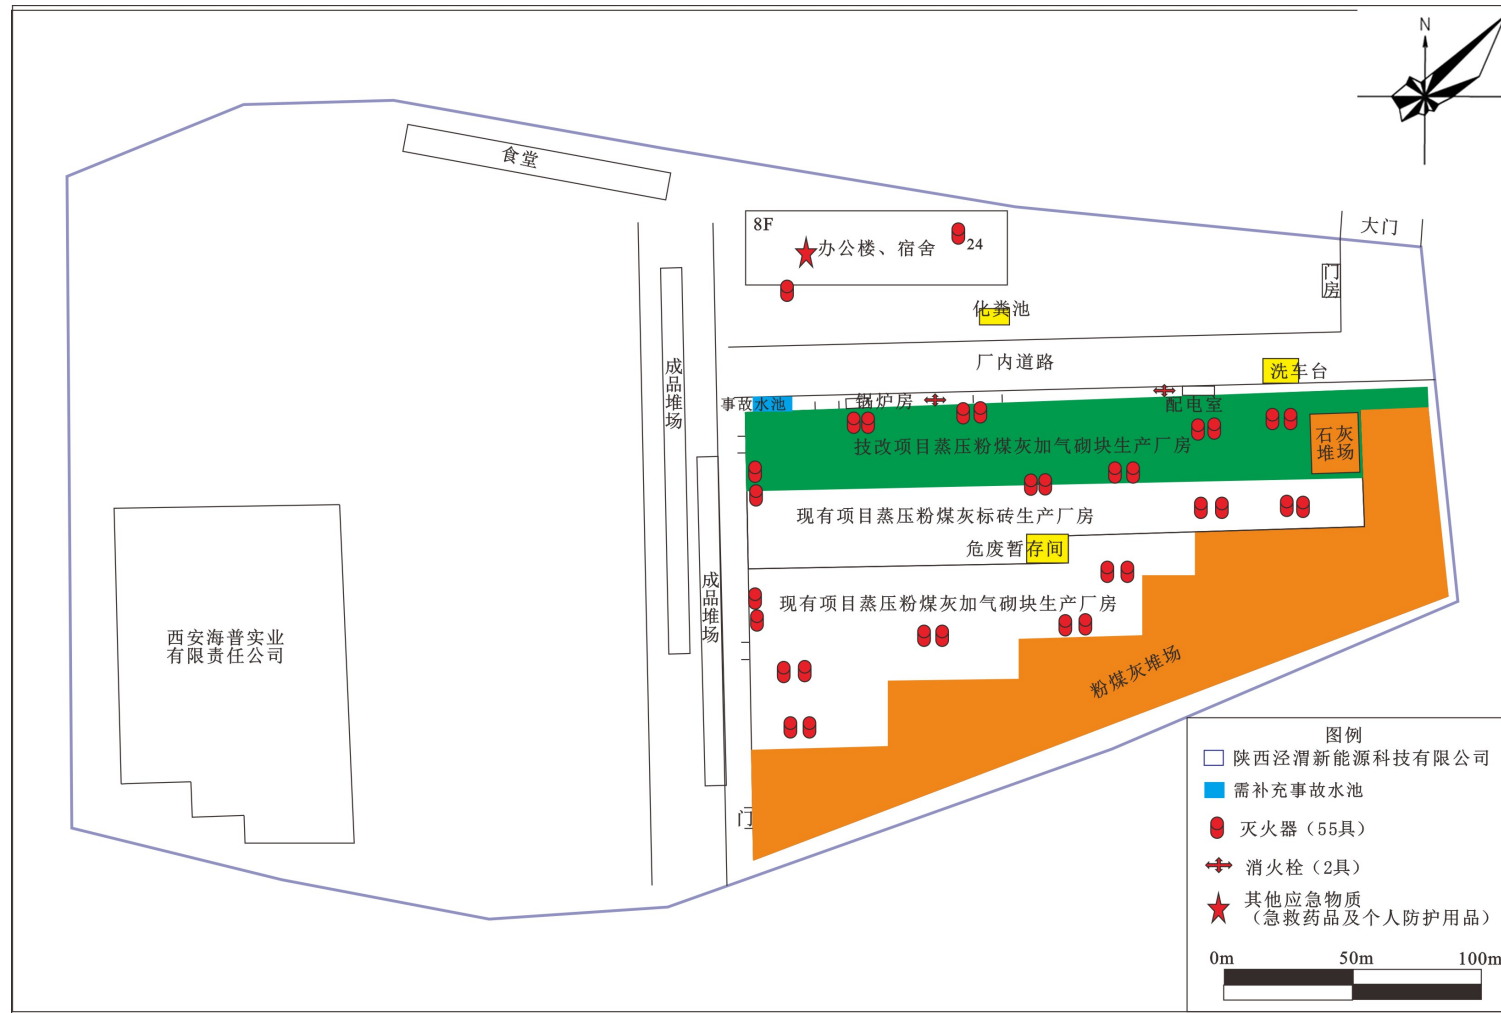 N
食堂
大门
8F
办公楼、宿舍
24
门房
化粪池
厂内道路
洗车台
成品堆场
事故水池
锅炉房
配电室
石灰
堆场
技改项目蒸压粉煤灰加气砌块生产厂房
现有项目蒸压粉煤灰标砖生产厂房
危废暂存间
成品堆场
现有项目蒸压粉煤灰加气砌块生产厂房
西安海普实业
有限责任公司
粉煤灰堆场
门
图例
陕西泾渭新能源科技有限公司
需补充事故水池
灭火器（55具）
消火栓（2具）
其他应急物质
（急救药品及个人防护用品）
0m 50m 100m